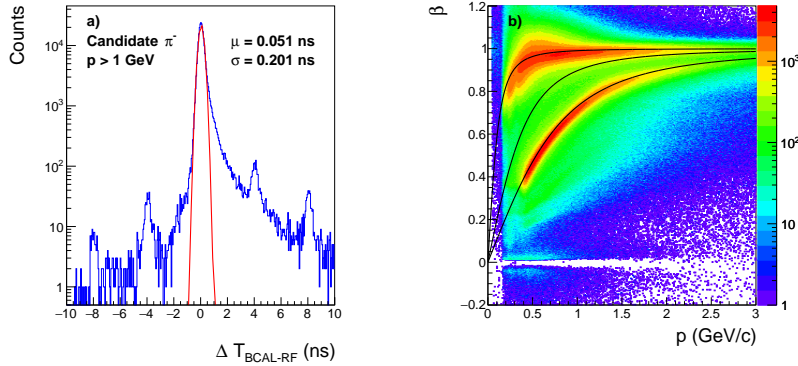 a)
Candidate π-
p > 1 GeV
μ = 0.051 ns
σ = 0.201 ns
Counts
10⁴
10³
10²
10
1
−10 −8 −6 −4 −2 0 2 4 6 8 10
Δ T_BCAL-RF (ns)
b)
β
1.2
1
0.8
0.6
0.4
0.2
0
−0.2
0 0.5 1 1.5 2 2.5 3
p (GeV/c)
10³
10²
10
1